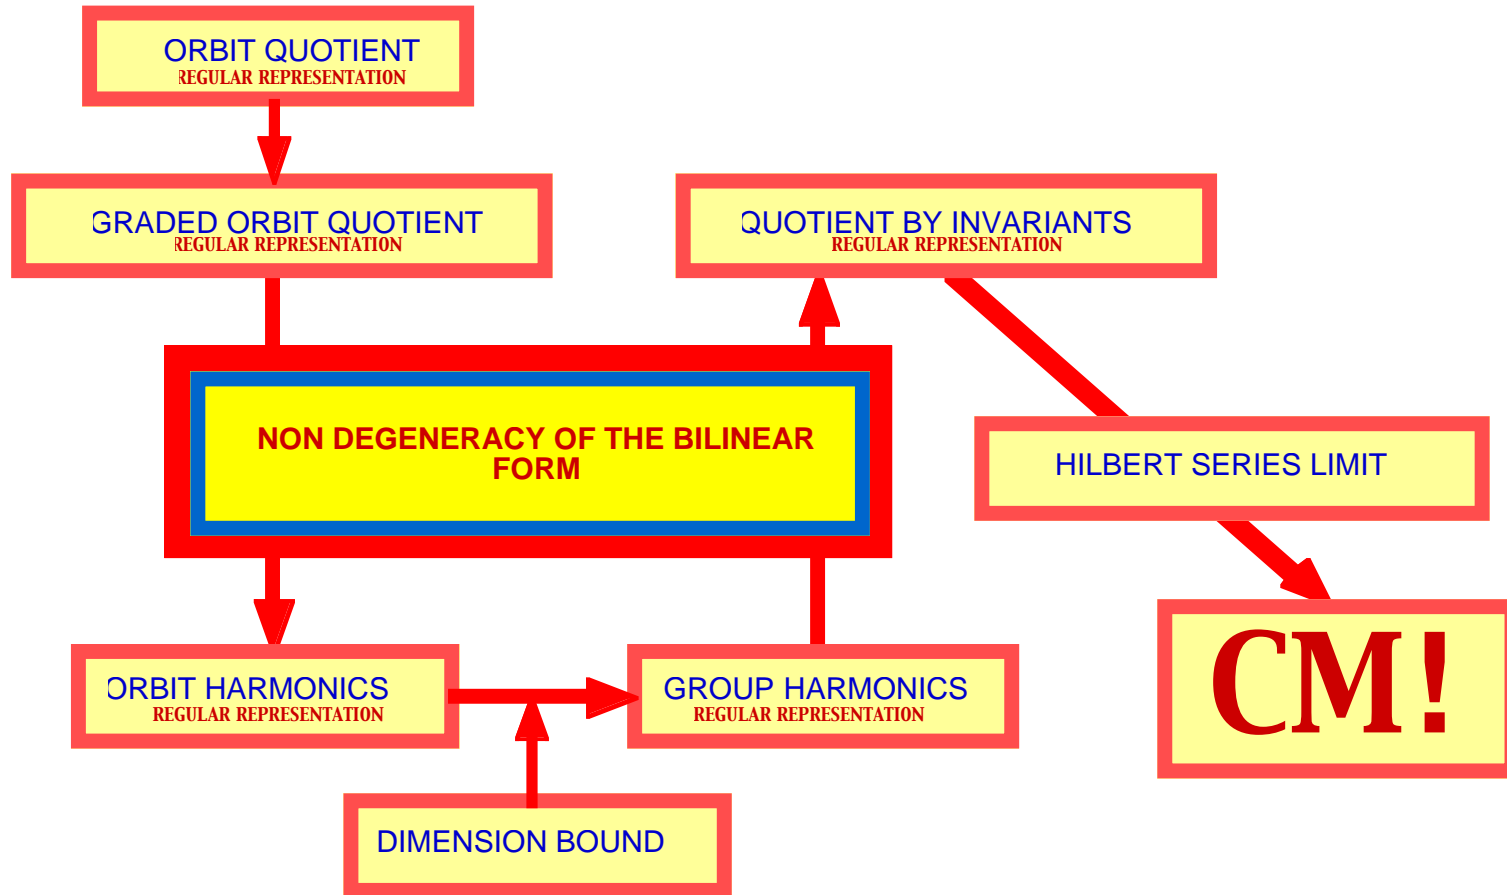 ORBIT QUOTIENT
REGULAR REPRESENTATION
GRADED ORBIT QUOTIENT
REGULAR REPRESENTATION
QUOTIENT BY INVARIANTS
REGULAR REPRESENTATION
NON DEGENERACY OF THE BILINEAR
FORM
HILBERT SERIES LIMIT
ORBIT HARMONICS
REGULAR REPRESENTATION
GROUP HARMONICS
REGULAR REPRESENTATION
CM!
DIMENSION BOUND